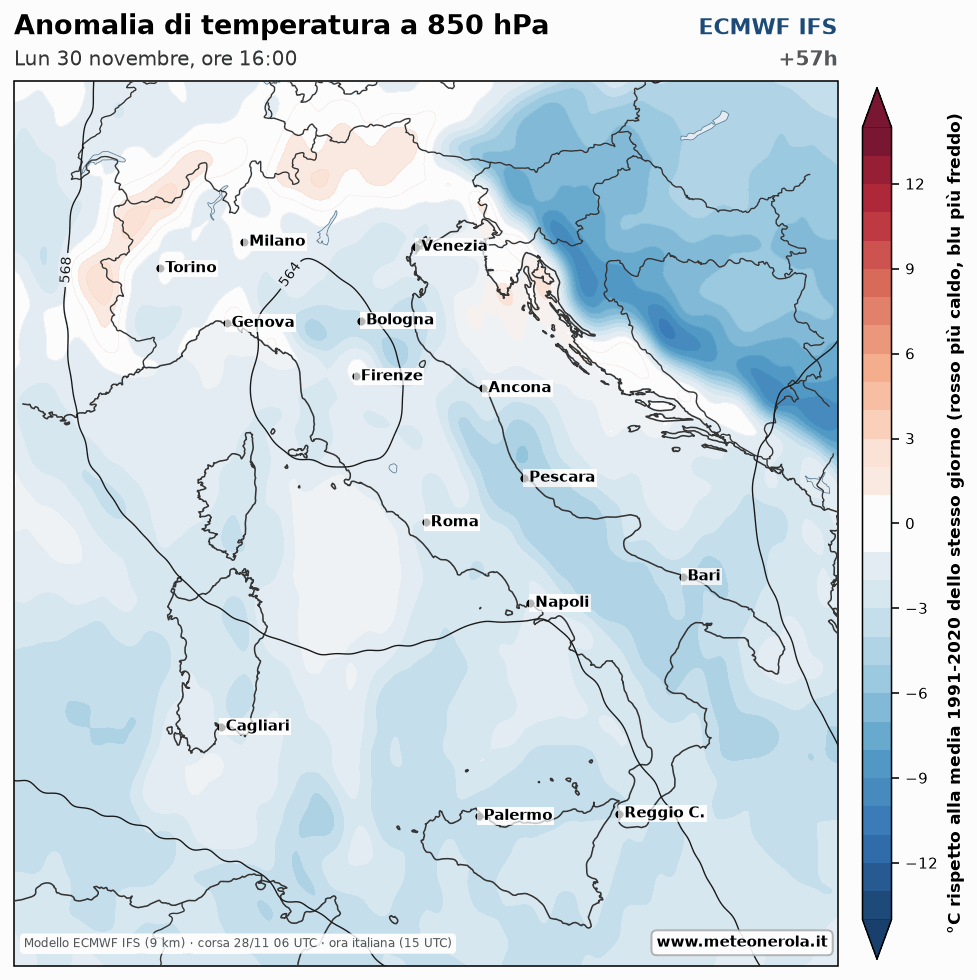 Anomalia di temperatura a 850 hPa
ECMWF IFS
Lun 30 novembre, ore 16:00
+57h
Milano
Venezia
Torino
568
564
Genova
Bologna
Firenze
Ancona
Pescara
Roma
Bari
Napoli
Cagliari
Palermo
Reggio C.
12
9
6
3
0
−3
−6
−9
−12
°C rispetto alla media 1991-2020 dello stesso giorno (rosso più caldo, blu più freddo)
Modello ECMWF IFS (9 km) · corsa 28/11 06 UTC · ora italiana (15 UTC)
www.meteonerola.it